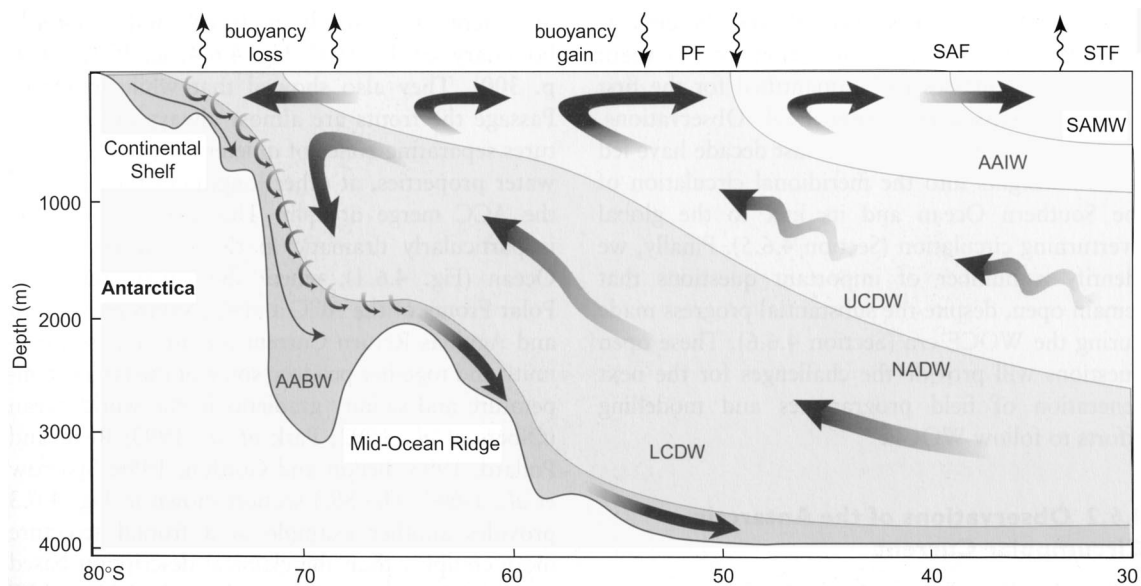 buoyancy loss
buoyancy gain
PF
SAF
STF
Continental Shelf
SAMW
AAIW
1000
Antarctica
UCDW
Depth (m)
2000
NADW
AABW
3000
Mid-Ocean Ridge
LCDW
4000
80°S
70
60
50
40
30